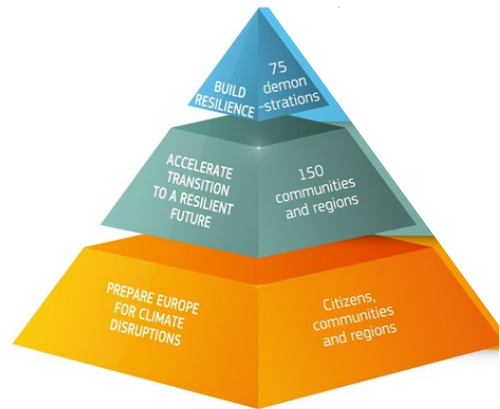 BUILD
RESILIENCE
75
demon
-strations
ACCELERATE
TRANSITION
TO A RESILIENT
FUTURE
150
communities
and regions
PREPARE EUROPE
FOR CLIMATE
DISRUPTIONS
Citizens,
communities
and regions